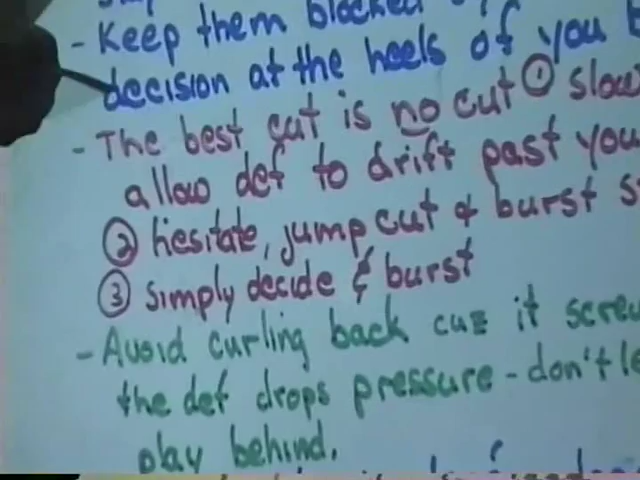 - Keep them blocked
decision at the heels of you
- The best cut is no cut ① slow
allow def to drift past you
② hesitate, jump cut & burst
③ simply decide & burst
- Avoid curling back cuz it
the def drops pressure - don't
play behind.